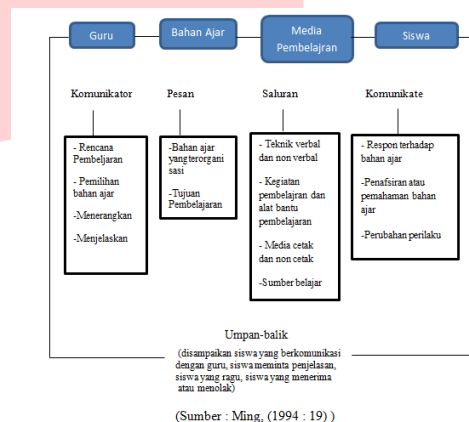 Guru
Bahan Ajar
Media
Pembelajran
Siswa
Komunikator
Pesan
Saluran
Komunikate
- Rencana
Pembeljaran
- Pemilihan
bahan ajar
-Menerangkan
-Menjelaskan
-Bahan ajar
yang terorgani
sasi
-Tujuan
Pembelajaran
- Teknik verbal
dan non verbal
- Kegiatan
pembelajran dan
alat bantu
pembelajaran
- Media cetak
dan non cetak
-Sumber belajar
- Respon terhadap
bahan ajar
-Penafsiran atau
pemahaman bahan
ajar
-Perubahan perilaku
Umpan-balik
(disampaikan siswa yang berkomunikasi
dengan guru, siswa meminta penjelasan,
siswa yang ragu, siswa yang menerima
atau menolak)
(Sumber : Ming, (1994 : 19) )